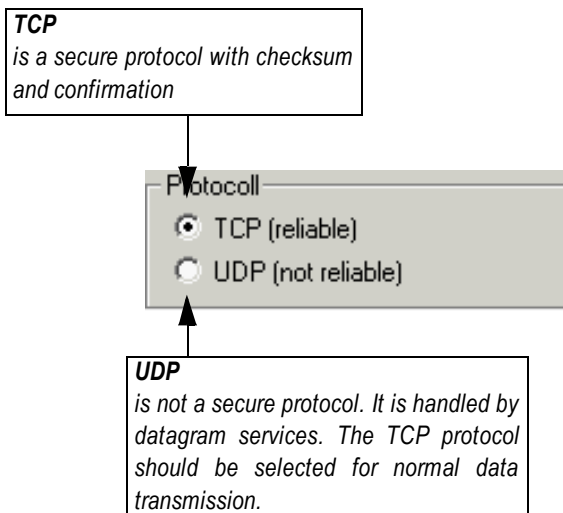 TCP
is a secure protocol with checksum
and confirmation
Protocoll
TCP (reliable)
UDP (not reliable)
UDP
is not a secure protocol. It is handled by
datagram services. The TCP protocol
should be selected for normal data
transmission.